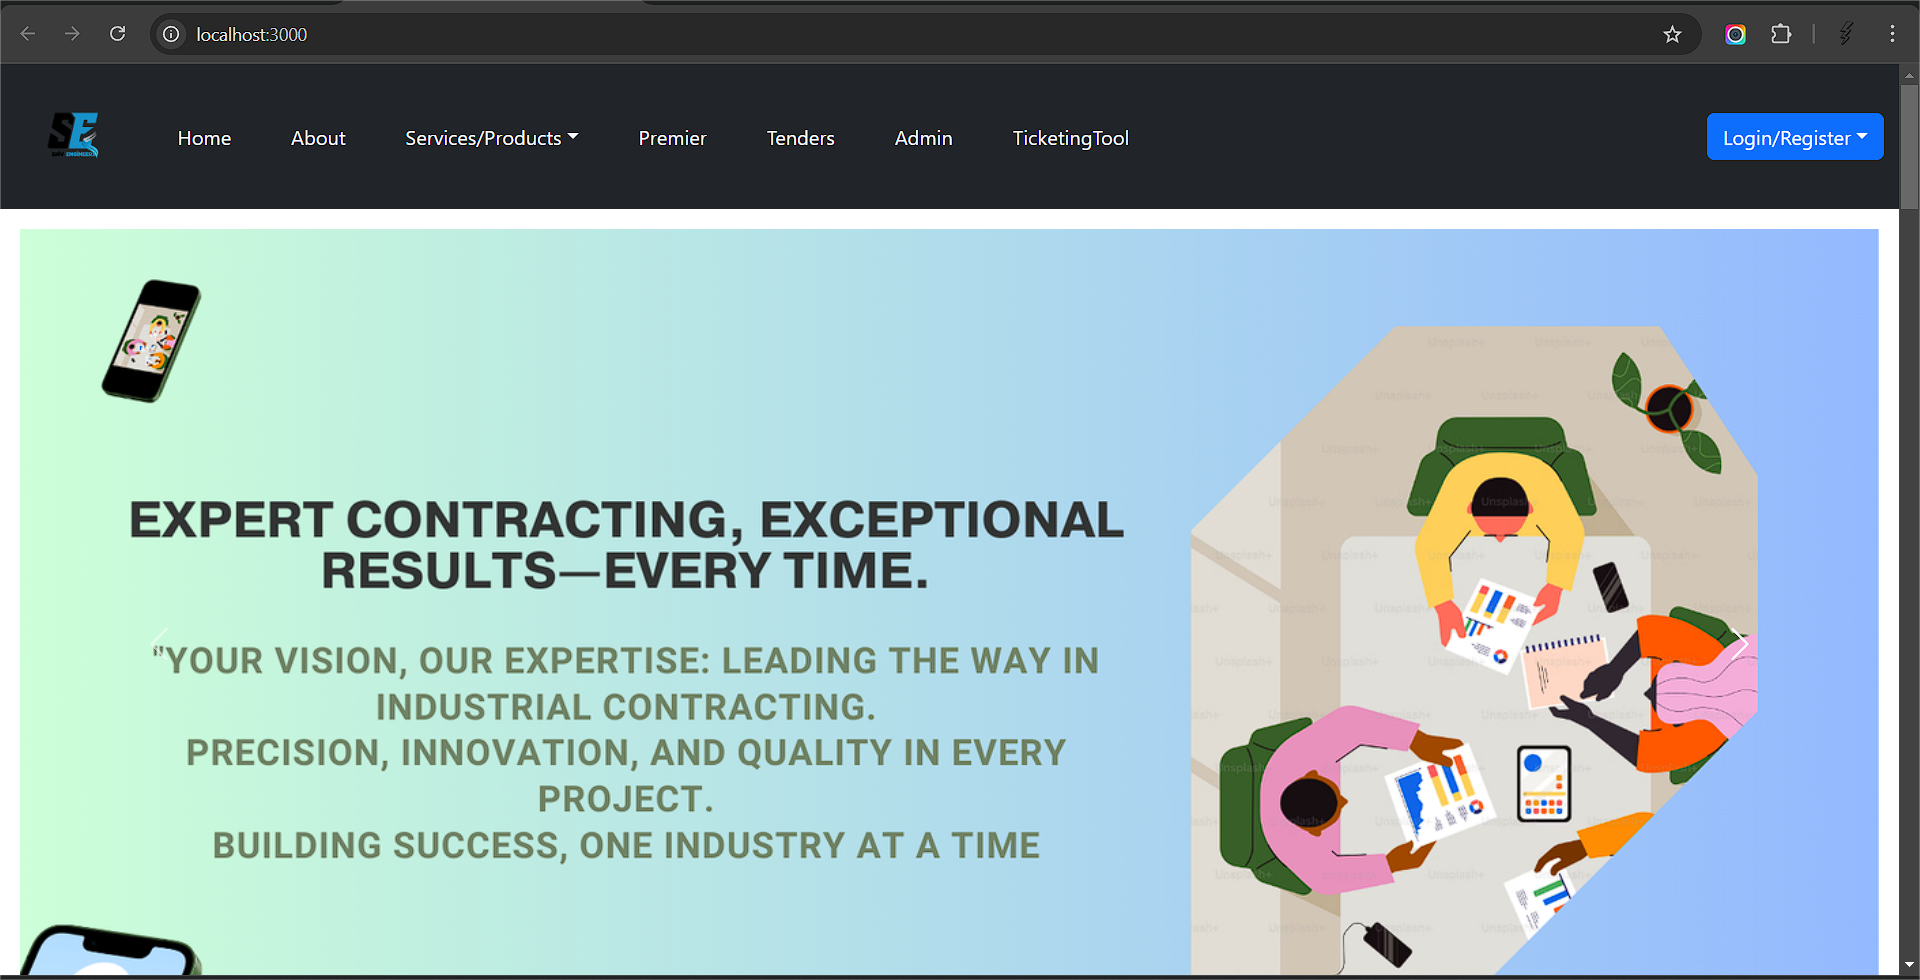 localhost:3000
SE
Home
About
Services/Products
Premier
Tenders
Admin
TicketingTool
Login/Register
EXPERT CONTRACTING, EXCEPTIONAL
RESULTS—EVERY TIME.
"YOUR VISION, OUR EXPERTISE: LEADING THE WAY IN
INDUSTRIAL CONTRACTING.
PRECISION, INNOVATION, AND QUALITY IN EVERY
PROJECT.
BUILDING SUCCESS, ONE INDUSTRY AT A TIME
Unsplash+